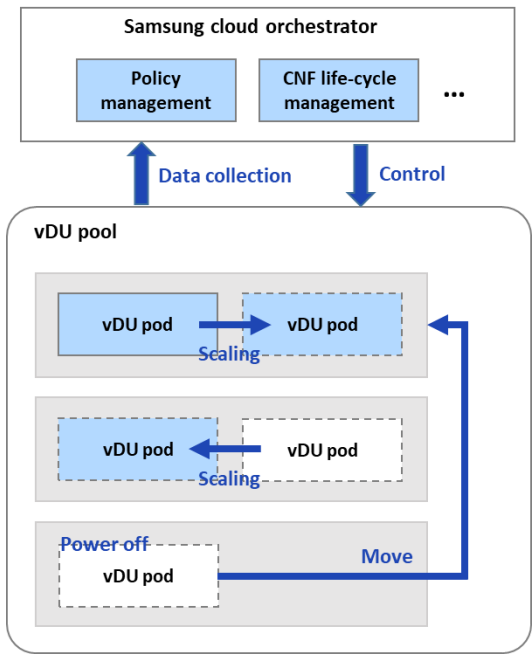 Samsung cloud orchestrator
Policy
management
CNF life-cycle
management
...
Data collection
Control
vDU pool
vDU pod
vDU pod
Scaling
vDU pod
vDU pod
Scaling
Power off
vDU pod
Move